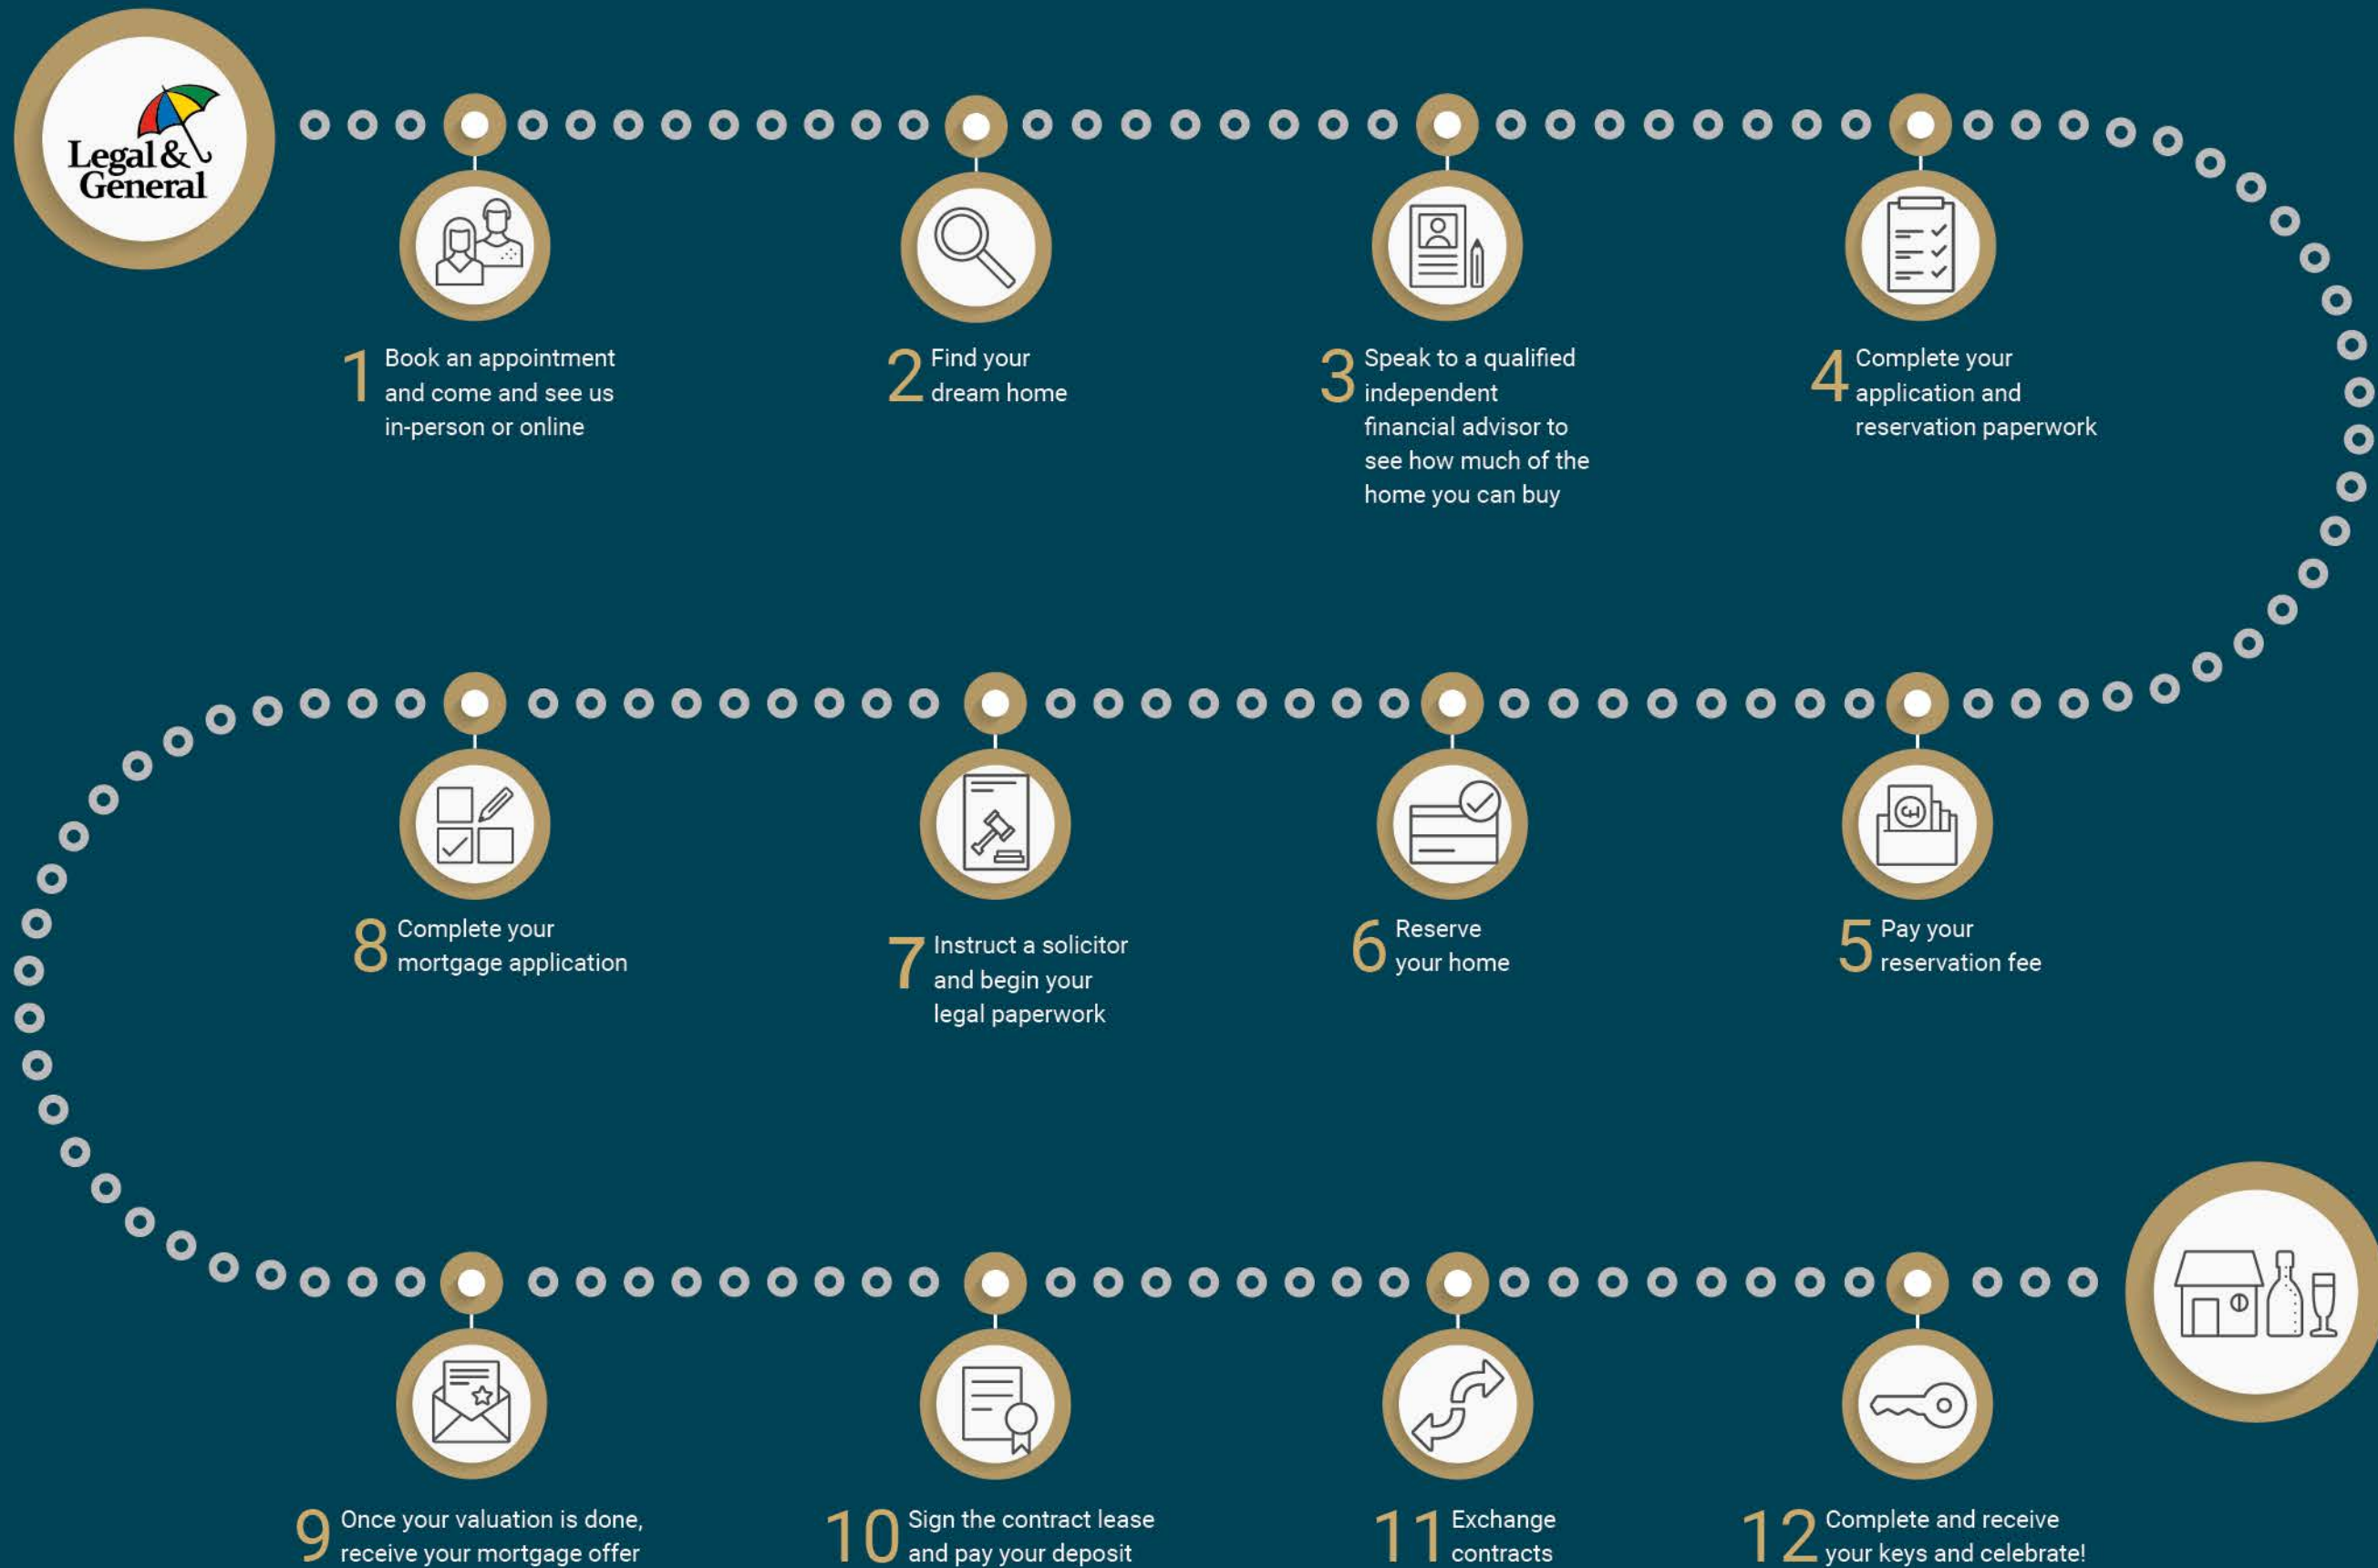 Legal &
General
1 Book an appointment
and come and see us
in-person or online
2 Find your
dream home
3 Speak to a qualified
independent
financial advisor to
see how much of the
home you can buy
4 Complete your
application and
reservation paperwork
5 Pay your
reservation fee
6 Reserve
your home
7 Instruct a solicitor
and begin your
legal paperwork
8 Complete your
mortgage application
9 Once your valuation is done,
receive your mortgage offer
10 Sign the contract lease
and pay your deposit
11 Exchange
contracts
12 Complete and receive
your keys and celebrate!